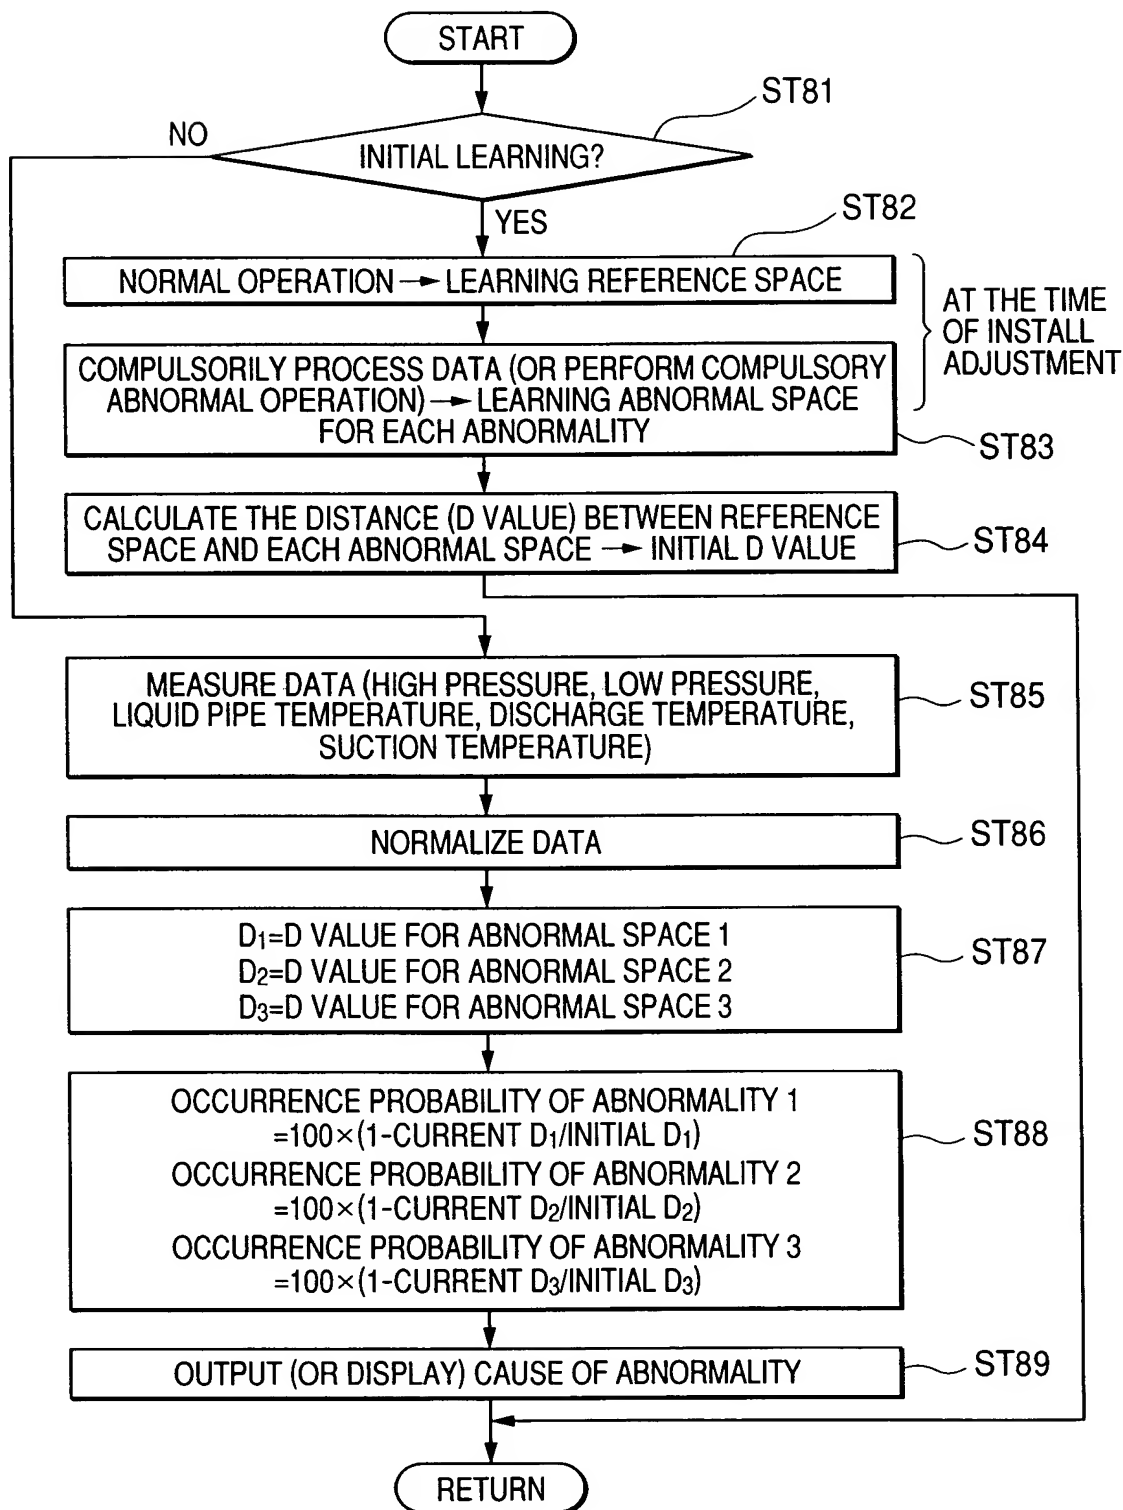 START
ST81
NO
INITIAL LEARNING?
YES
ST82
NORMAL OPERATION → LEARNING REFERENCE SPACE
AT THE TIME
OF INSTALL
ADJUSTMENT
COMPULSORILY PROCESS DATA (OR PERFORM COMPULSORY
ABNORMAL OPERATION) → LEARNING ABNORMAL SPACE
FOR EACH ABNORMALITY
ST83
CALCULATE THE DISTANCE (D VALUE) BETWEEN REFERENCE
SPACE AND EACH ABNORMAL SPACE → INITIAL D VALUE
ST84
MEASURE DATA (HIGH PRESSURE, LOW PRESSURE,
LIQUID PIPE TEMPERATURE, DISCHARGE TEMPERATURE,
SUCTION TEMPERATURE)
ST85
NORMALIZE DATA
ST86
D1=D VALUE FOR ABNORMAL SPACE 1
D2=D VALUE FOR ABNORMAL SPACE 2
D3=D VALUE FOR ABNORMAL SPACE 3
ST87
OCCURRENCE PROBABILITY OF ABNORMALITY 1
=100×(1-CURRENT D1/INITIAL D1)
OCCURRENCE PROBABILITY OF ABNORMALITY 2
=100×(1-CURRENT D2/INITIAL D2)
OCCURRENCE PROBABILITY OF ABNORMALITY 3
=100×(1-CURRENT D3/INITIAL D3)
ST88
OUTPUT (OR DISPLAY) CAUSE OF ABNORMALITY
ST89
RETURN